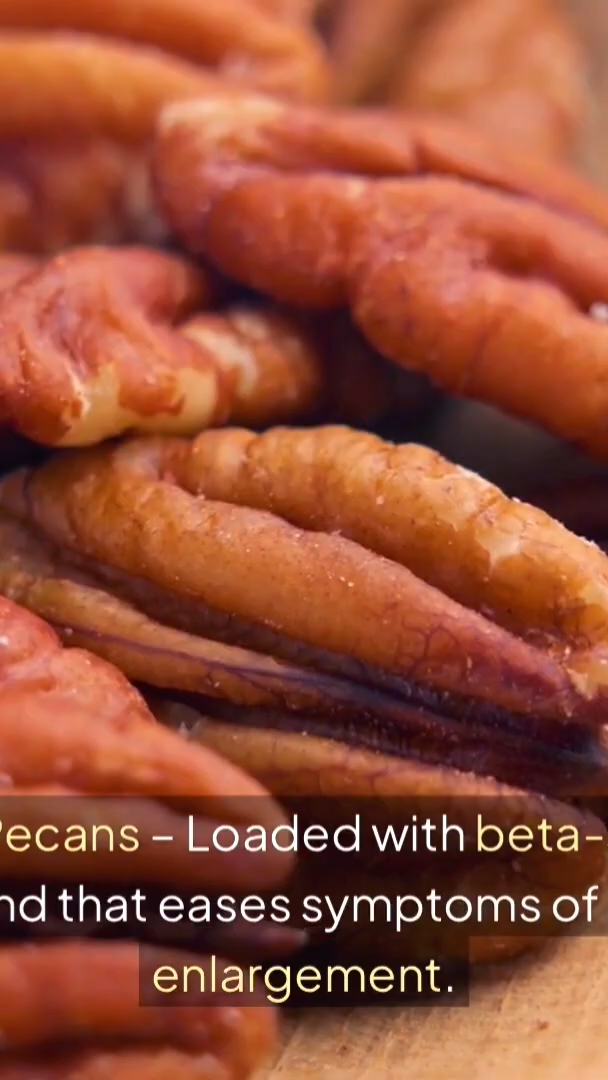 Pecans – Loaded with beta-
nd that eases symptoms of
enlargement.